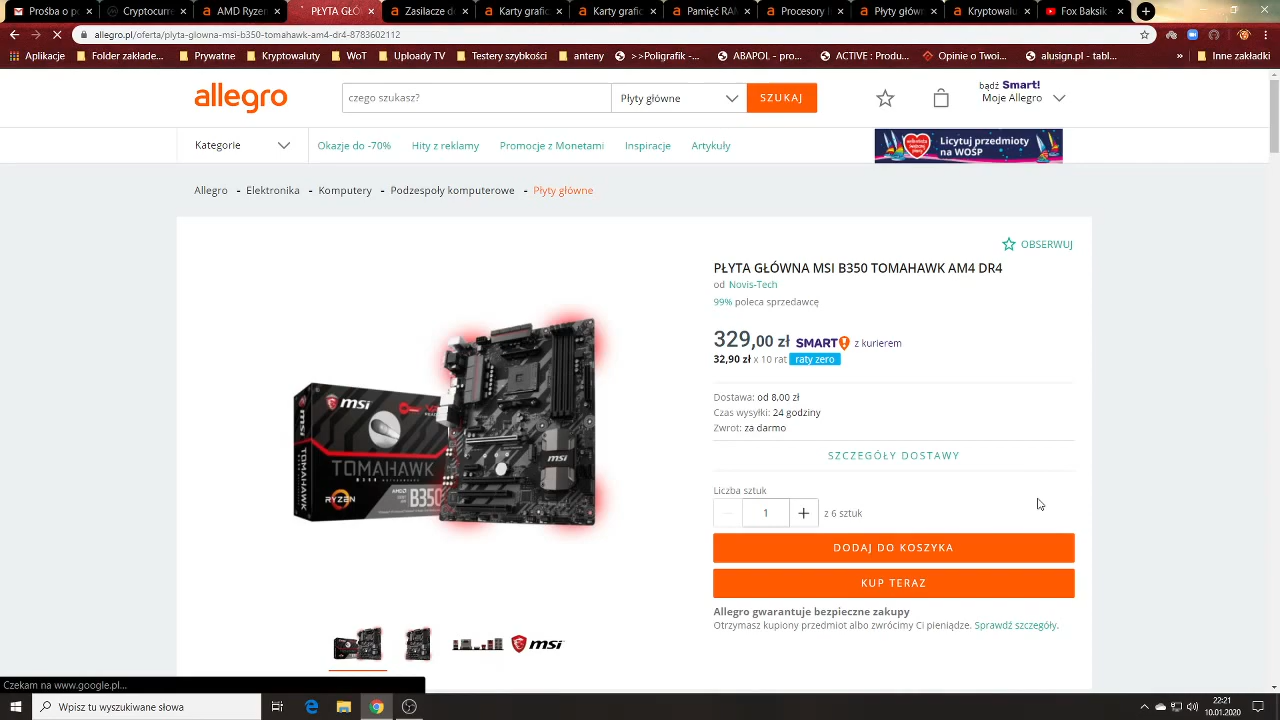 Prośba o po
Cryptocurre
AMD Ryzen
PŁYTA GŁÓ
Zasilacze do
Karty grafic
Karty grafic
Pamięć RAM
Procesory i
Płyty główn
Kryptowalu
Fox Baksik
allegro.pl/oferta/plyta-glowna-msi-b350-tomahawk-am4-dr4-8783602112
Aplikacje
Folder zakładek...
Prywatne
Kryptowaluty
WoT
Uploady TV
Testery szybkości
anteny
>>Poligrafik -...
ABAPOL - pro...
ACTIVE | Produ...
Opinie o Two...
alusign.pl - tabl...
Inne zakładki
allegro
czego szukasz?
Płyty główne
SZUKAJ
bądź Smart!
Moje Allegro
Kategorie
Okazje do -70%
Hity z reklamy
Promocje z Monetami
Inspiracje
Artykuły
Licytuj przedmioty
na WOŚP
Allegro - Elektronika - Komputery - Podzespoły komputerowe - Płyty główne
OBSERWUJ
PŁYTA GŁÓWNA MSI B350 TOMAHAWK AM4 DR4
od Novis-Tech
99% poleca sprzedawcę
329,00 zł SMART! z kurierem
32,90 zł x 10 rat raty zero
Dostawa: od 8,00 zł
Czas wysyłki: 24 godziny
Zwrot: za darmo
SZCZEGÓŁY DOSTAWY
Liczba sztuk
1
z 6 sztuk
DODAJ DO KOSZYKA
KUP TERAZ
Allegro gwarantuje bezpieczne zakupy
Otrzymasz kupiony przedmiot albo zwrócimy Ci pieniądze. Sprawdź szczegóły.
msi
TOMAHAWK
RYZEN
B350
msi
msi
TOMAHAWK
msi
Czekam na www.google.pl...
Wpisz tu wyszukiwane słowa
22:21
10.01.2020